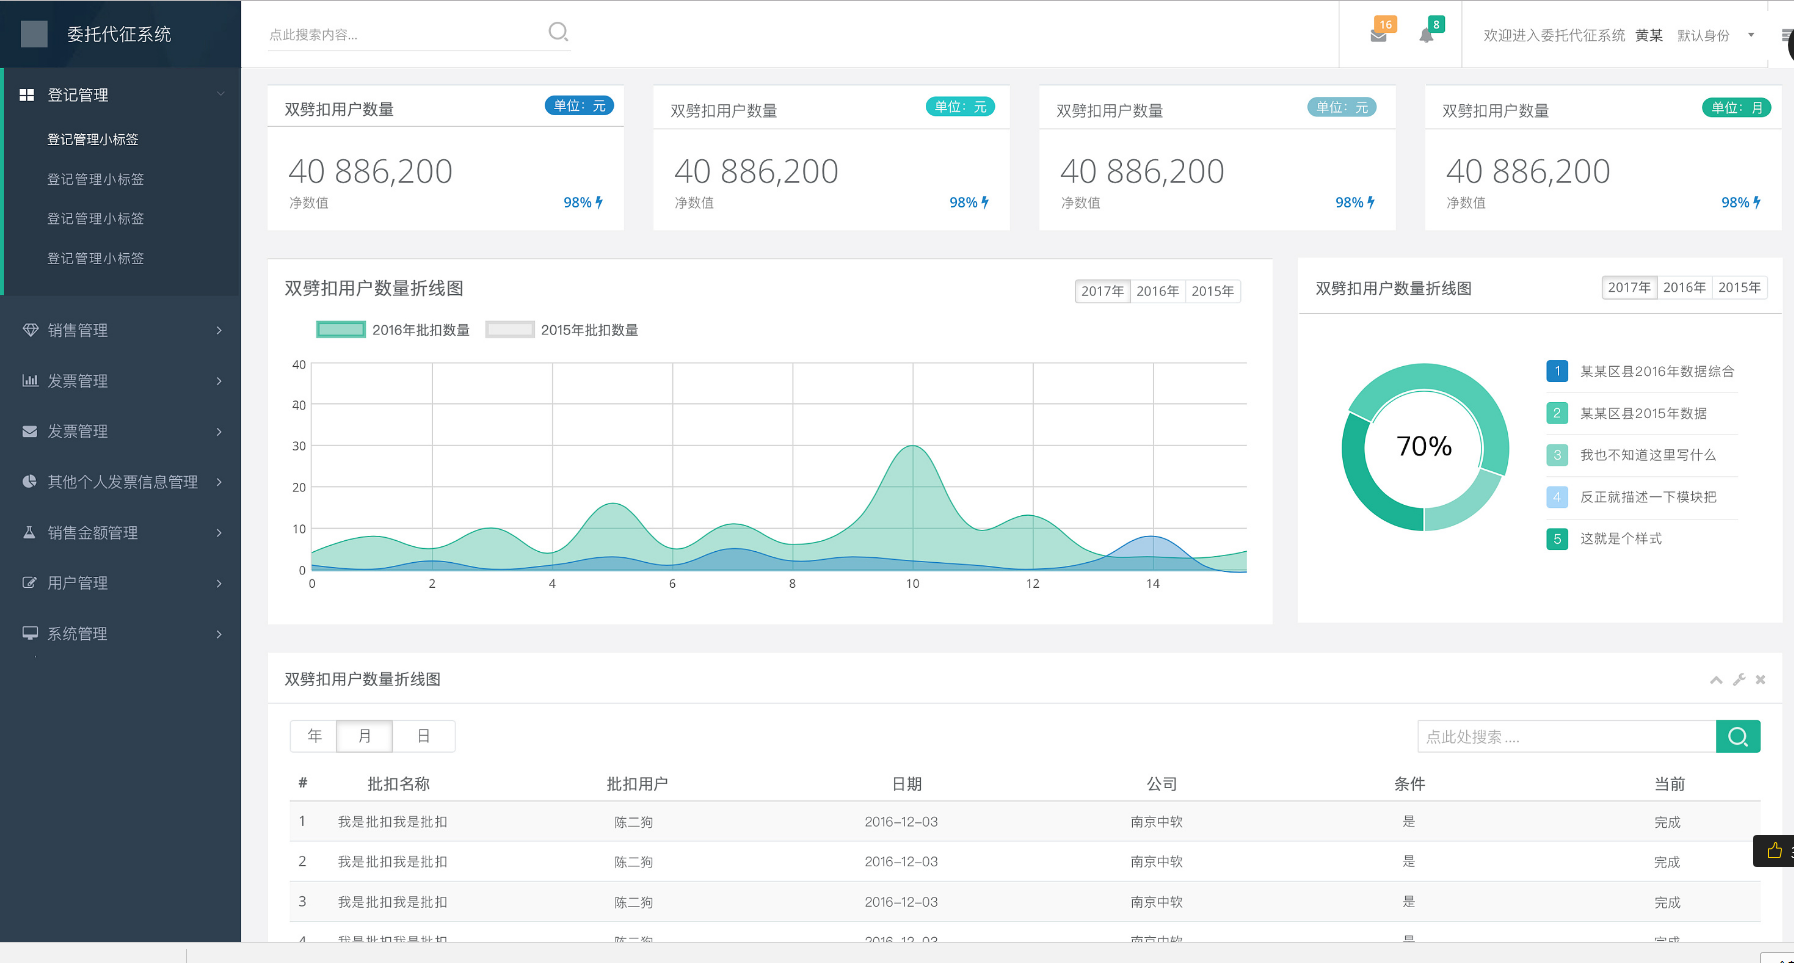 委托代征系统
点此搜索内容...
16
8
欢迎进入委托代征系统 黄某 默认身份
登记管理
登记管理小标签
登记管理小标签
登记管理小标签
登记管理小标签
销售管理
发票管理
发票管理
其他个人发票信息管理
销售金额管理
用户管理
系统管理
双劈扣用户数量 单位：元
40 886,200
净数值 98%
双劈扣用户数量 单位：元
40 886,200
净数值 98%
双劈扣用户数量 单位：元
40 886,200
净数值 98%
双劈扣用户数量 单位：月
40 886,200
净数值 98%
双劈扣用户数量折线图 2017年 2016年 2015年
2016年批扣数量 2015年批扣数量
40
40
30
20
10
0
0 2 4 6 8 10 12 14
双劈扣用户数量折线图 2017年 2016年 2015年
70%
1 某某区县2016年数据综合
2 某某区县2015年数据
3 我也不知道这里写什么
4 反正就描述一下模块把
5 这就是个样式
双劈扣用户数量折线图
年 月 日 点此处搜索....
# 批扣名称 批扣用户 日期 公司 条件 当前
1 我是批扣我是批扣 陈二狗 2016-12-03 南京中软 是 完成
2 我是批扣我是批扣 陈二狗 2016-12-03 南京中软 是 完成
3 我是批扣我是批扣 陈二狗 2016-12-03 南京中软 是 完成
4 我是批扣我是批扣 陈二狗 2016-12-03 南京中软 是 完成